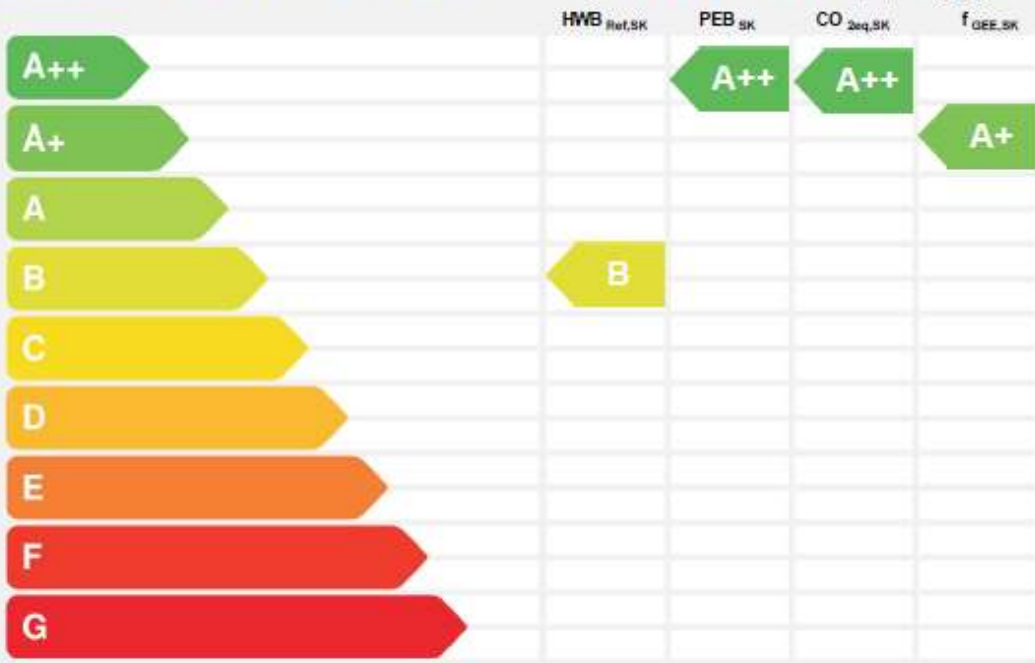 HWB Ref,SK PEB SK CO 2eq,SK f GEE,SK
A++ A++ A++
A+ A+
A
B B
C
D
E
F
G